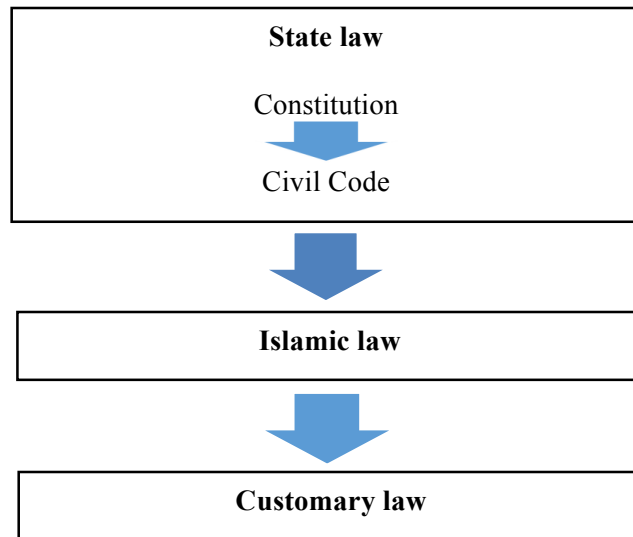 State law
Constitution
Civil Code
Islamic law
Customary law